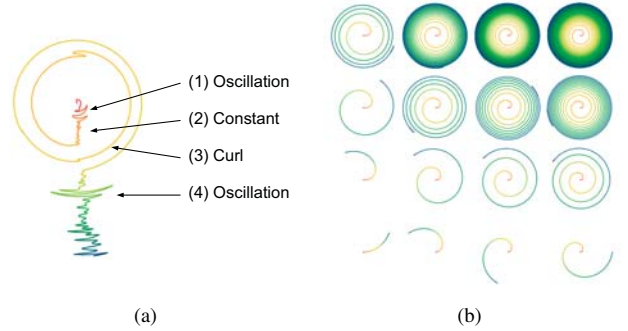 (1) Oscillation
(2) Constant
(3) Curl
(4) Oscillation
(a)
(b)